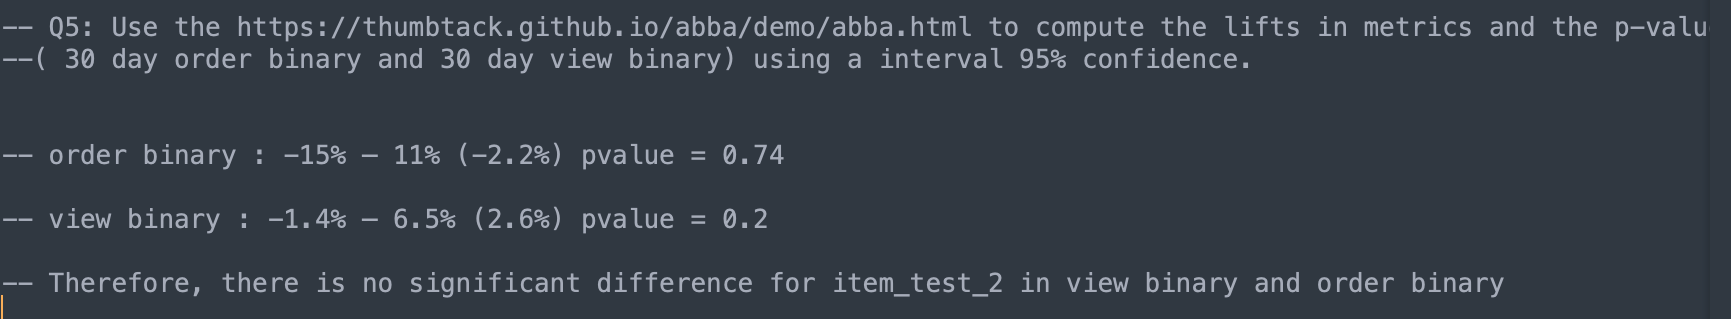 -- Q5: Use the https://thumbtack.github.io/abba/demo/abba.html to compute the lifts in metrics and the
--( 30 day order binary and 30 day view binary) using a interval 95% confidence.
-- order binary : -15% – 11% (-2.2%) pvalue = 0.74
-- view binary : -1.4% – 6.5% (2.6%) pvalue = 0.2
-- Therefore, there is no significant difference for item_test_2 in view binary and order binary